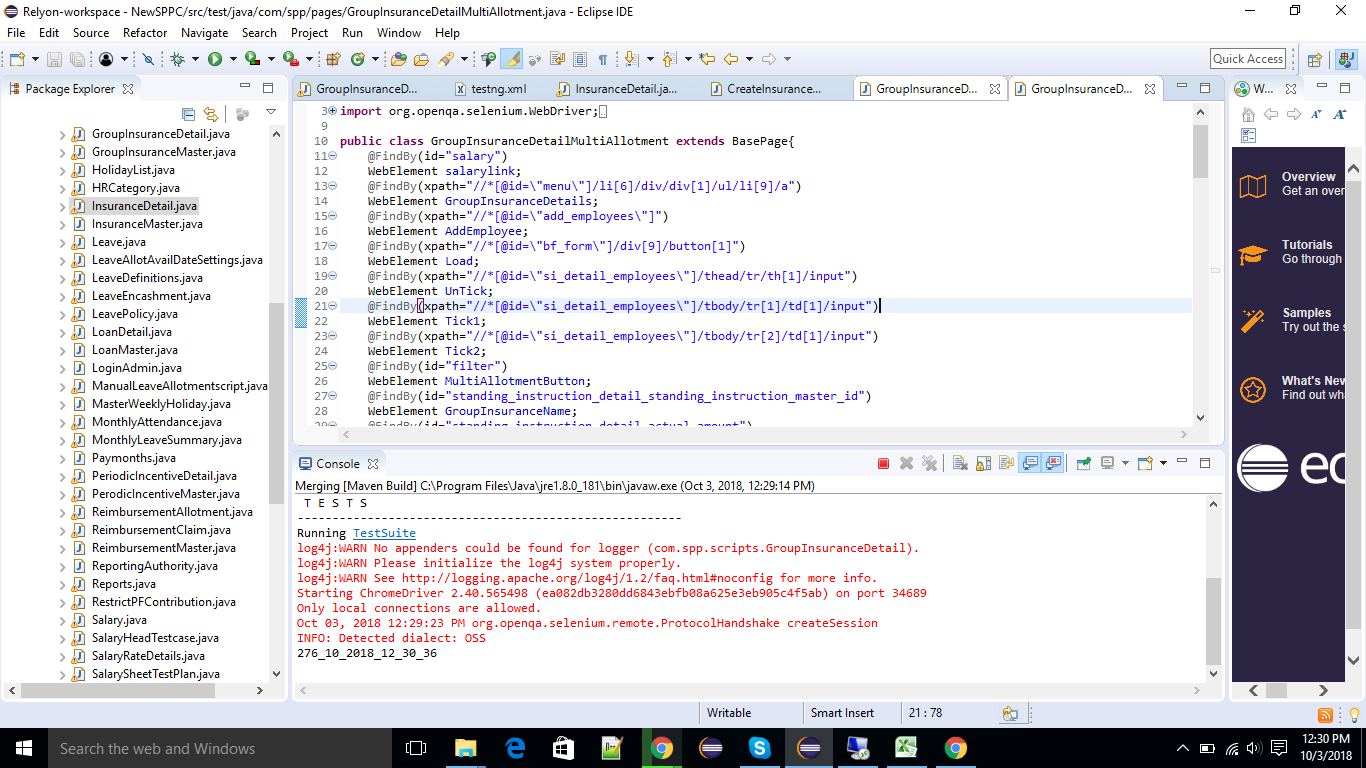 Relyon-workspace - NewSPPC/src/test/java/com/spp/pages/GroupInsuranceDetailMultiAllotment.java - Eclipse IDE
File Edit Source Refactor Navigate Search Project Run Window Help
Quick Access
Package Explorer
GroupInsuranceDetail.java
GroupInsuranceMaster.java
HolidayList.java
HRCategory.java
InsuranceDetail.java
InsuranceMaster.java
Leave.java
LeaveAllotAvailDateSettings.java
LeaveDefinitions.java
LeaveEncashment.java
LeavePolicy.java
LoanDetail.java
LoanMaster.java
LoginAdmin.java
ManualLeaveAllotmentscript.java
MasterWeeklyHoliday.java
MonthlyAttendance.java
MonthlyLeaveSummary.java
Paymonths.java
PeriodicIncentiveDetail.java
PerodicIncentiveMaster.java
ReimbursementAllotment.java
ReimbursementClaim.java
ReimbursementMaster.java
ReportingAuthority.java
Reports.java
RestrictPFContribution.java
Salary.java
SalaryHeadTestcase.java
SalaryRateDetails.java
SalarySheetTestPlan.java
GroupInsuranceD... testng.xml InsuranceDetail.ja... CreateInsurance... GroupInsuranceD... GroupInsuranceD...
3 import org.openqa.selenium.WebDriver;
9
10 public class GroupInsuranceDetailMultiAllotment extends BasePage{
11 @FindBy(id="salary")
12 WebElement salarylink;
13 @FindBy(xpath="//*[@id=\"menu\"]/li[6]/div/div[1]/ul/li[9]/a")
14 WebElement GroupInsuranceDetails;
15 @FindBy(xpath="//*[@id=\"add_employees\"]")
16 WebElement AddEmployee;
17 @FindBy(xpath="//*[@id=\"bf_form\"]/div[9]/button[1]")
18 WebElement Load;
19 @FindBy(xpath="//*[@id=\"si_detail_employees\"]/thead/tr/th[1]/input")
20 WebElement UnTick;
21 @FindBy(xpath="//*[@id=\"si_detail_employees\"]/tbody/tr[1]/td[1]/input")
22 WebElement Tick1;
23 @FindBy(xpath="//*[@id=\"si_detail_employees\"]/tbody/tr[2]/td[1]/input")
24 WebElement Tick2;
25 @FindBy(id="filter")
26 WebElement MultiAllotmentButton;
27 @FindBy(id="standing_instruction_detail_standing_instruction_master_id")
28 WebElement GroupInsuranceName;
29 @FindBy(id="standing_instruction_detail_actual_amount")
Console
Merging [Maven Build] C:\Program Files\Java\jre1.8.0_181\bin\javaw.exe (Oct 3, 2018, 12:29:14 PM)
T E S T S
-------------------------------------------------------
Running TestSuite
log4j:WARN No appenders could be found for logger (com.spp.scripts.GroupInsuranceDetail).
log4j:WARN Please initialize the log4j system properly.
log4j:WARN See http://logging.apache.org/log4j/1.2/faq.html#noconfig for more info.
Starting ChromeDriver 2.40.565498 (ea082db3280dd6843ebfb08a625e3eb905c4f5ab) on port 34689
Only local connections are allowed.
Oct 03, 2018 12:29:23 PM org.openqa.selenium.remote.ProtocolHandshake createSession
INFO: Detected dialect: OSS
276_10_2018_12_30_36
W...
Overview
Get an over
Tutorials
Go through
Samples
Try out the s
What's New
Find out wha
ec
Writable Smart Insert 21 : 78
Search the web and Windows
12:30 PM
10/3/2018